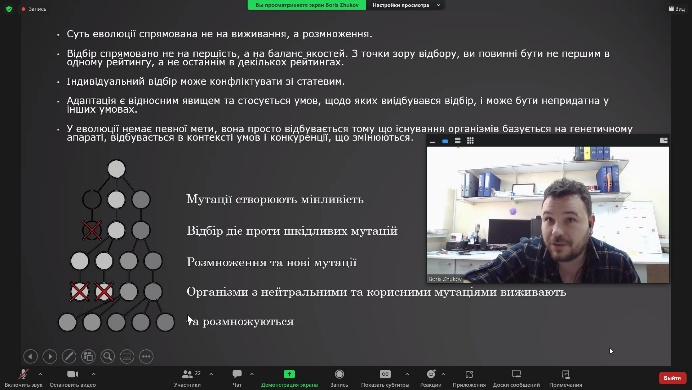 Запись
Вы просматриваете экран Boris Zhukov
Настройки просмотра
Вид
Суть еволюції спрямована не на виживання, а розмноження.
Відбір спрямовано не на першість, а на баланс якостей. З точки зору відбору, ви повинні бути не першим в
одному рейтингу, а не останнім в декількох рейтингах.
Індивідуальний відбір може конфліктувати зі статевим.
Адаптація є відносним явищем та стосується умов, щодо яких виідбувався відбір, і може бути непридатна у
інших умовах.
У еволюції немає певної мети, вона просто відбувається тому що існування організмів базується на генетичному
апараті, відбувається в контексті умов і конкуренції, що змінюються.
Мутації створюють мінливість
Відбір діє проти шкідливих мутацій
Розмноження та нові мутації
Організми з нейтральними та корисними мутаціями виживають
та розмножуються
Boris Zhukov
Включить звук
Остановить видео
Участники
22
Чат
Демонстрация экрана
Запись
Показать субтитры
Реакции
Приложения
Доски сообщений
Примечания
Выйти